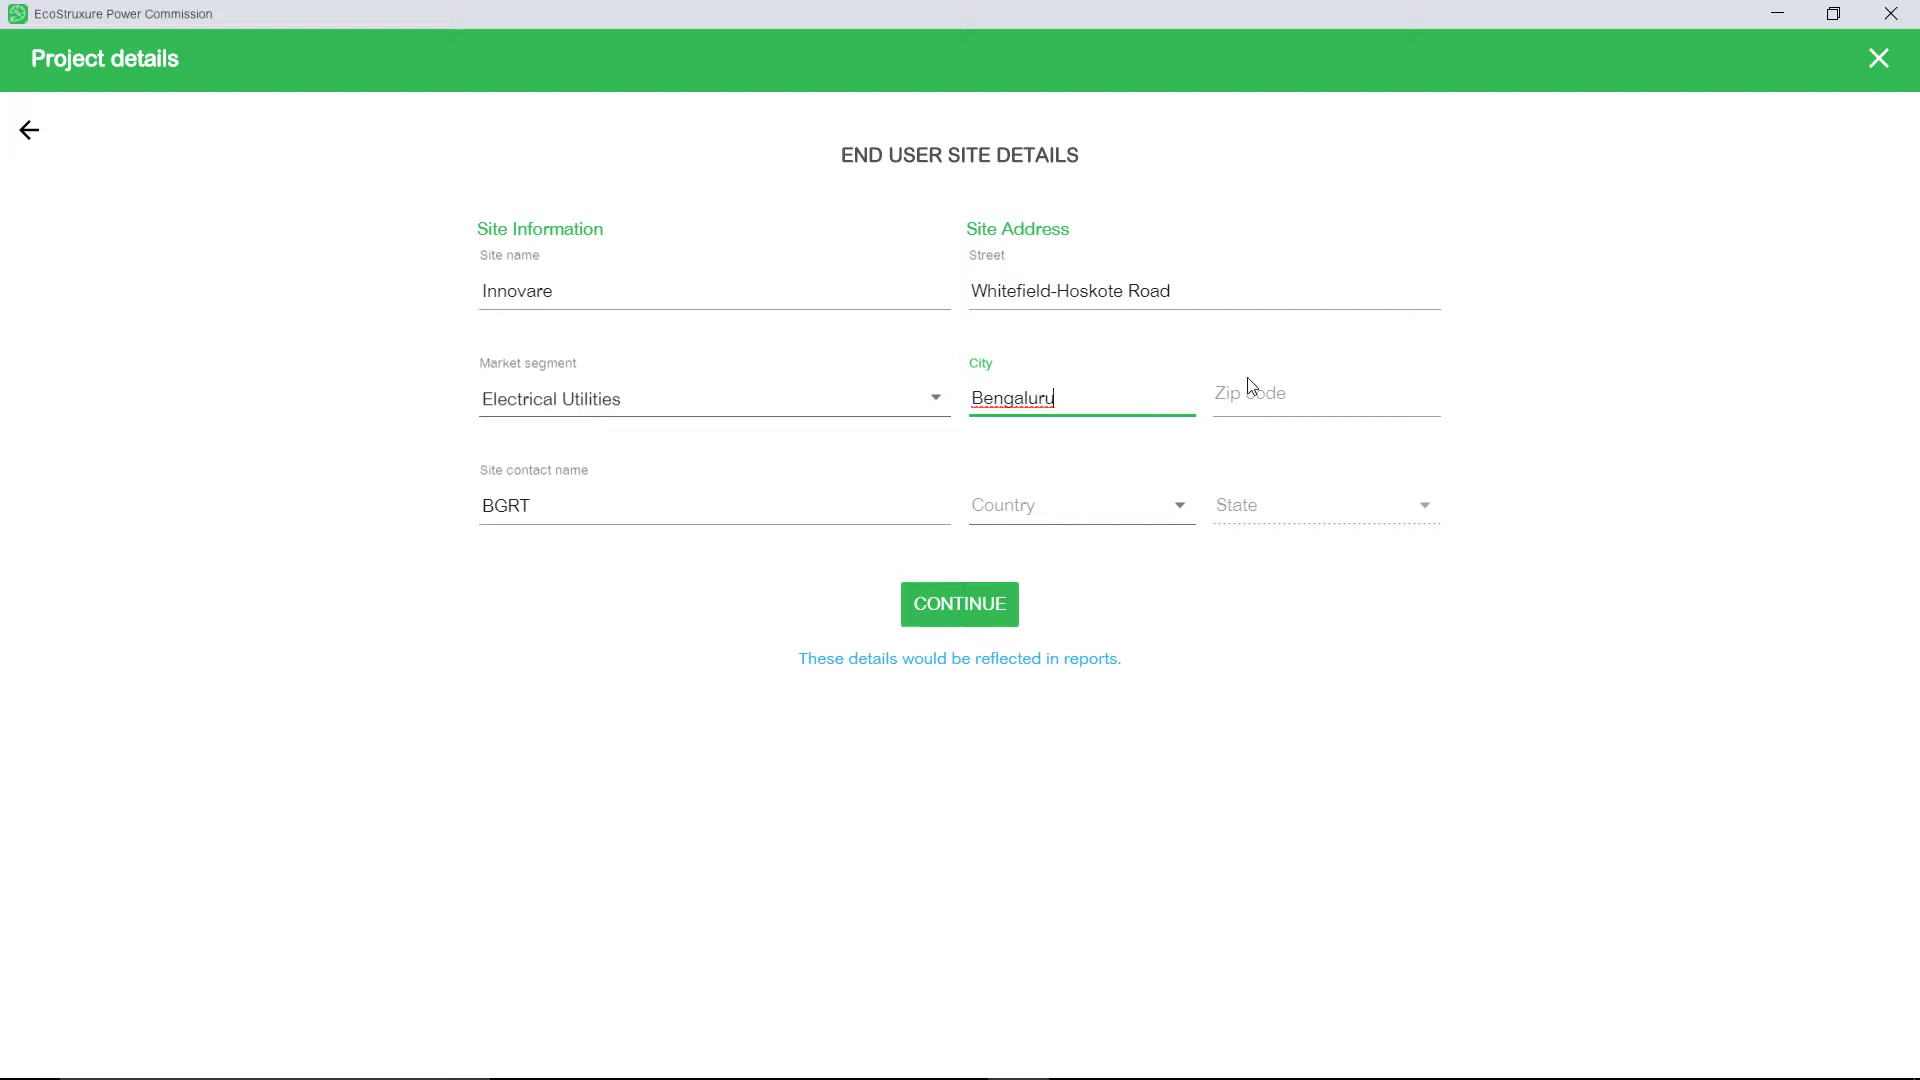 EcoStruxure Power Commission
Project details
END USER SITE DETAILS
Site Information
Site name
Innovare
Market segment
Electrical Utilities
Site contact name
BGRT
Site Address
Street
Whitefield-Hoskote Road
City
Bengaluru
Zip code
Country
State
CONTINUE
These details would be reflected in reports.